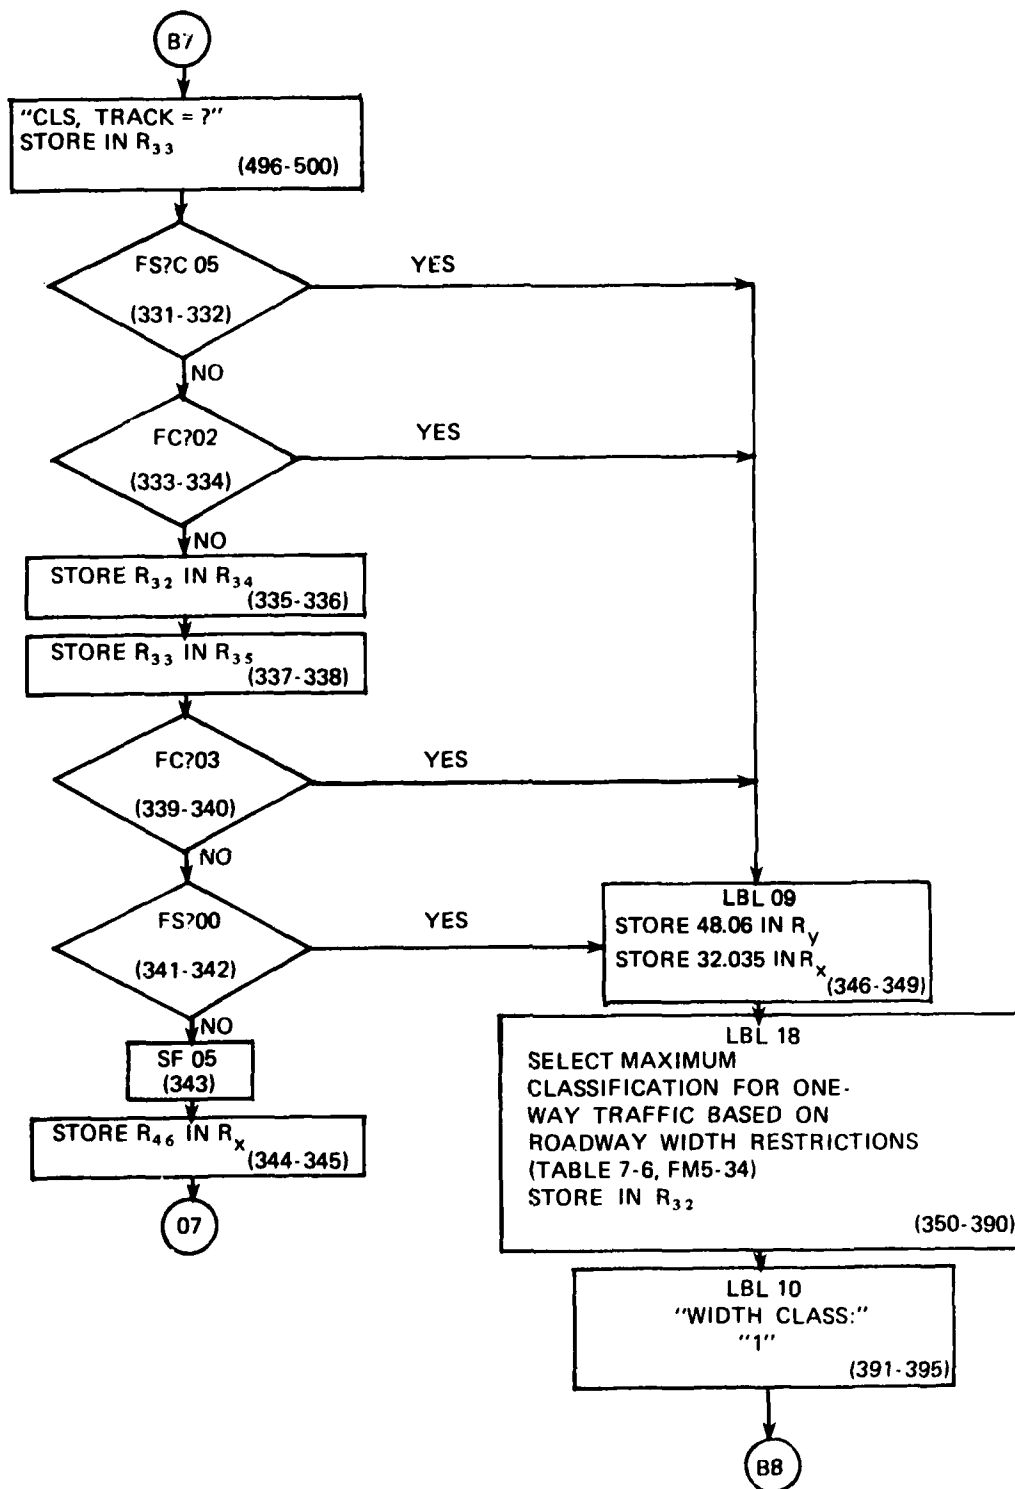 B7
"CLS, TRACK = ?"
STORE IN R33
(496-500)
FS?C 05
YES
(331-332)
NO
FC?02
YES
(333-334)
NO
STORE R32 IN R34
(335-336)
STORE R33 IN R35
(337-338)
FC?03
YES
(339-340)
NO
FS?00
YES
(341-342)
NO
SF 05
(343)
STORE R46 IN Rx
(344-345)
07
LBL 09
STORE 48.06 IN Ry
STORE 32.035 IN Rx
(346-349)
LBL 18
SELECT MAXIMUM
CLASSIFICATION FOR ONE-
WAY TRAFFIC BASED ON
ROADWAY WIDTH RESTRICTIONS
(TABLE 7-6, FM5-34)
STORE IN R32
(350-390)
LBL 10
"WIDTH CLASS:"
"1"
(391-395)
B8